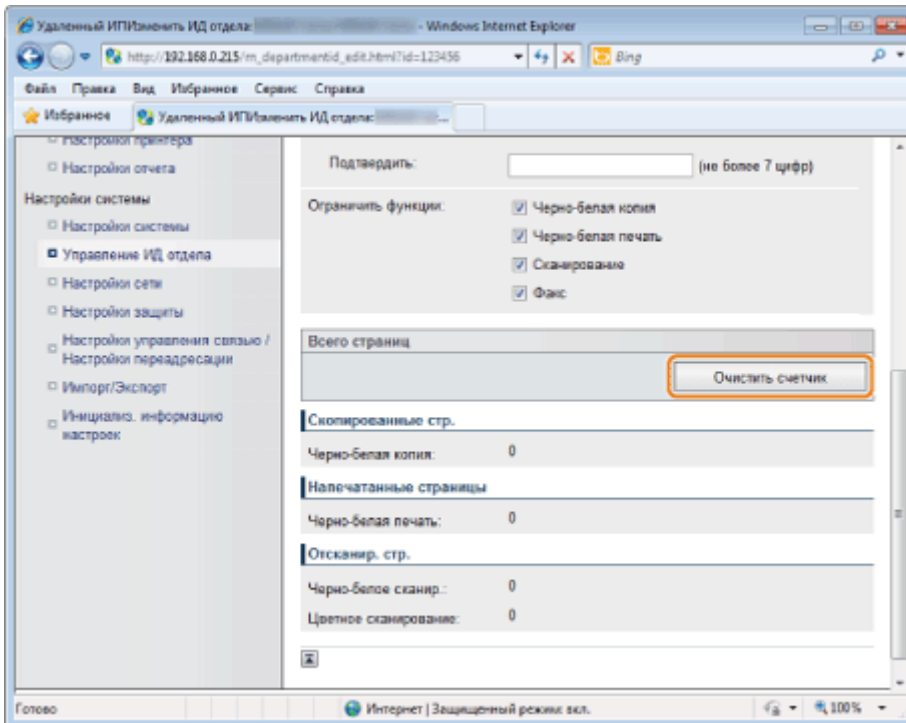 Удаленный ИПИзменить ИД отдела: - Windows Internet Explorer
http://192.168.0.215/m_departmentid_edit.html?id=123456
Bing
Файл Правка Вид Избранное Сервис Справка
Избранное
Удаленный ИПИзменить ИД отдела: ...
Настройки принтера
Настройки отчета
Настройки системы
Настройки системы
Управление ИД отдела
Настройки сети
Настройки защиты
Настройки управления связью /
Настройки переадресации
Импорт/Экспорт
Инициализ. информацию
настроек
Подтвердить: (не более 7 цифр)
Ограничить функции: Черно-белая копия
Черно-белая печать
Сканирование
Факс
Всего страниц
Очистить счетчик
Скопированные стр.
Черно-белая копия: 0
Напечатанные страницы
Черно-белая печать: 0
Отсканир. стр.
Черно-белое сканир.: 0
Цветное сканирование: 0
Готово
Интернет | Защищенный режим: вкл.
100%